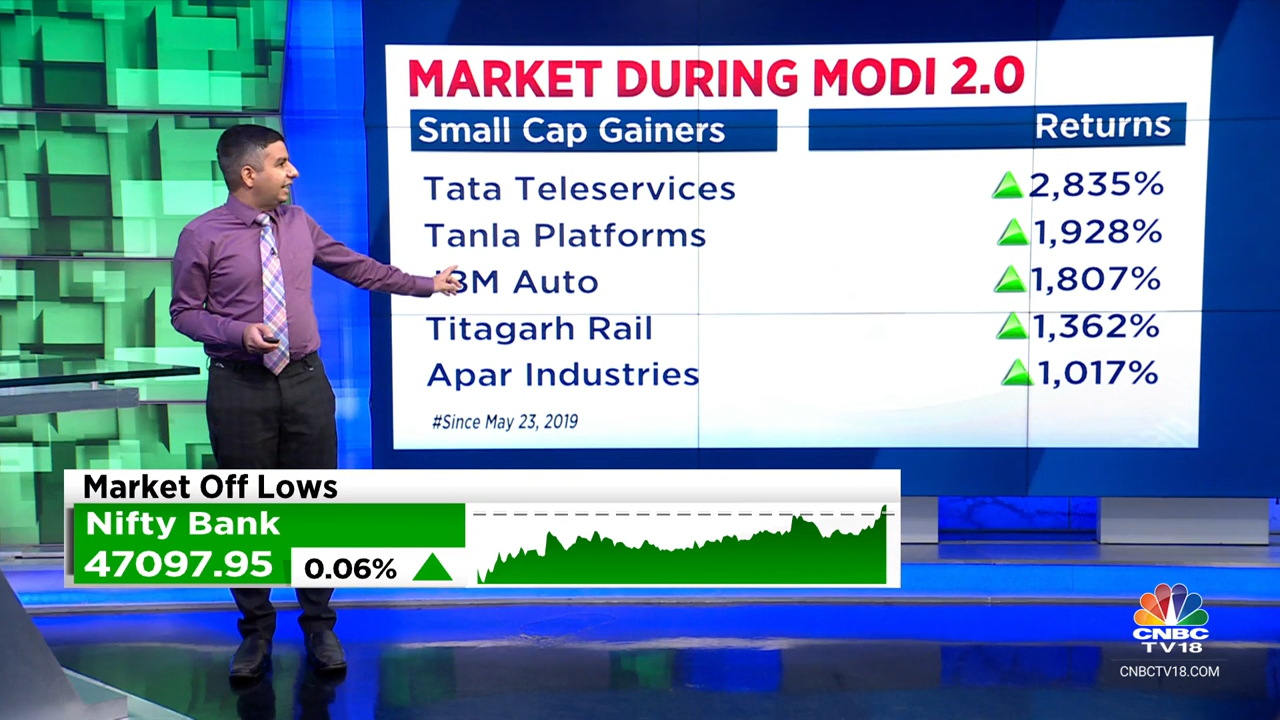 MARKET DURING MODI 2.0
Small Cap Gainers Returns
Tata Teleservices 2,835%
Tanla Platforms 1,928%
BM Auto 1,807%
Titagarh Rail 1,362%
Apar Industries 1,017%
#Since May 23, 2019
Market Off Lows
Nifty Bank
47097.95 0.06%
CNBC
TV18
CNBCTV18.COM